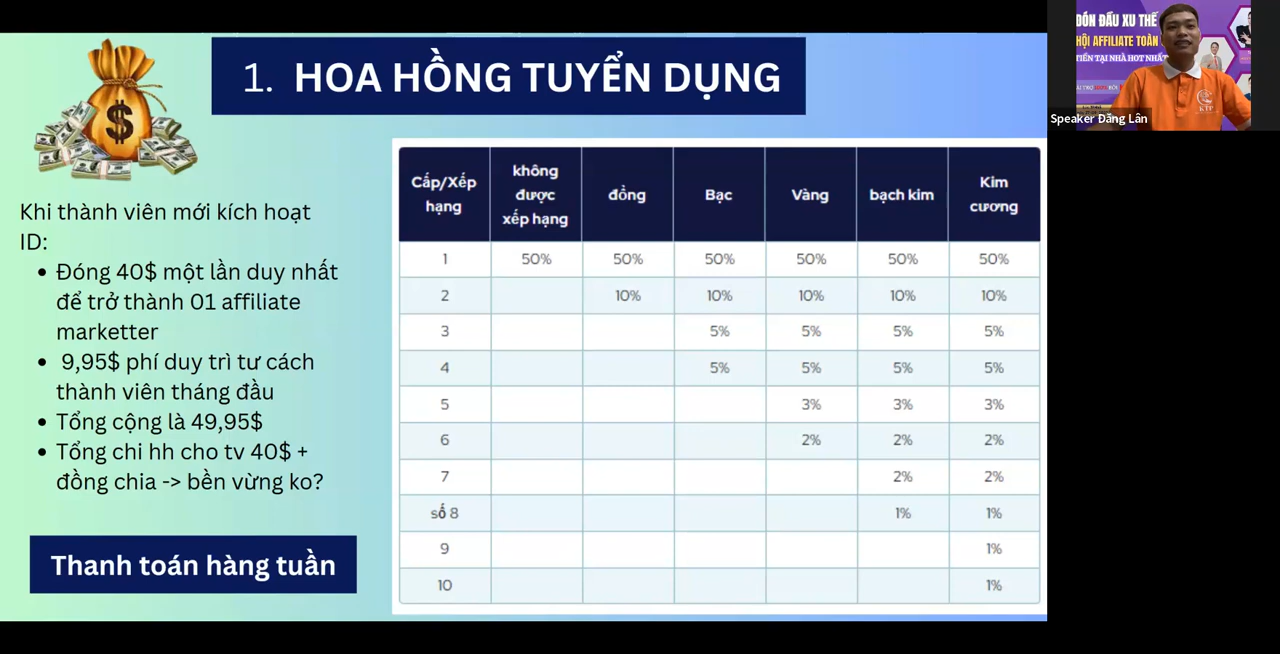 1. HOA HỒNG TUYỂN DỤNG
Khi thành viên mới kích hoạt
ID:
• Đóng 40$ một lần duy nhất
để trở thành 01 affiliate
marketter
• 9,95$ phí duy trì tư cách
thành viên tháng đầu
• Tổng cộng là 49,95$
• Tổng chi hh cho tv 40$ +
đồng chia -> bền vừng ko?
Thanh toán hàng tuần
Cấp/Xếp hạng không được xếp hạng đồng Bạc Vàng bạch kim Kim cương
1 50% 50% 50% 50% 50% 50%
2 10% 10% 10% 10% 10%
3 5% 5% 5% 5%
4 5% 5% 5% 5%
5 3% 3% 3%
6 2% 2% 2%
7 2% 2%
số 8 1% 1%
9 1%
10 1%
ĐÓN ĐẦU XU THẾ
HỘI AFFILIATE TOÀN
TIỀN TẠI NHÀ HOT NHẤT
Speaker Đăng Lân